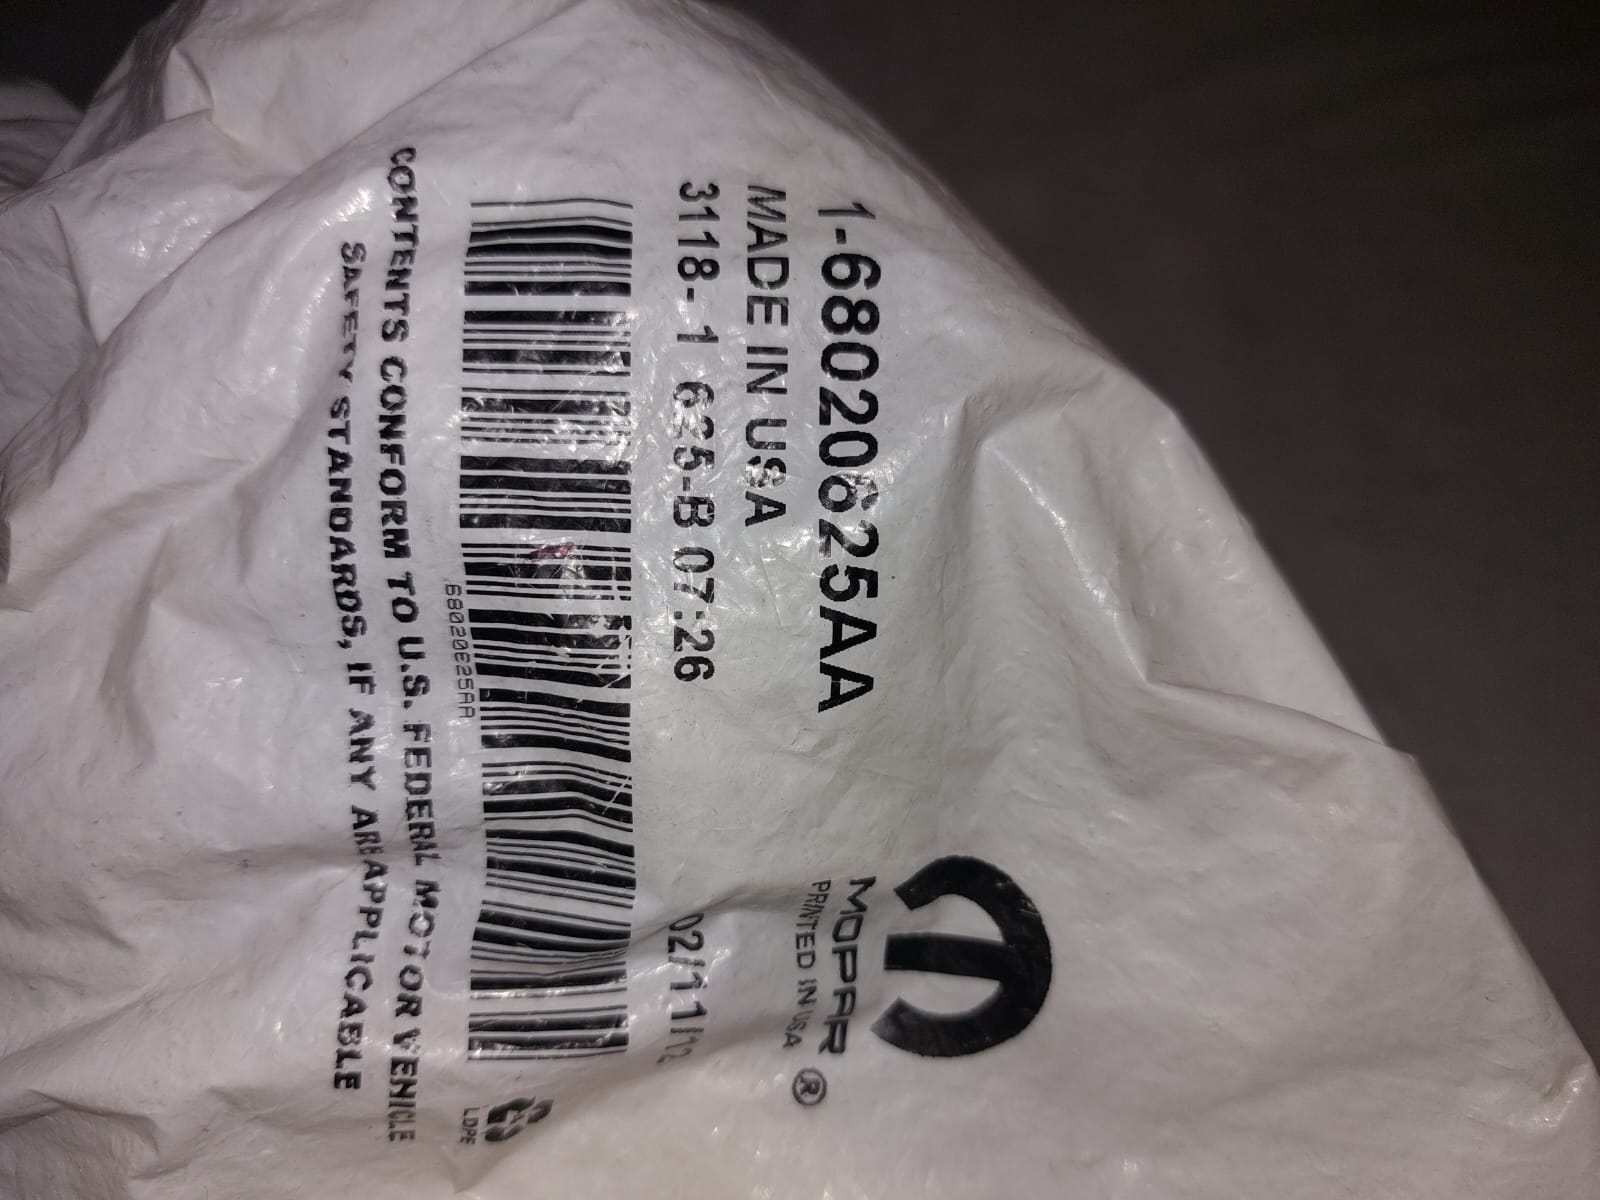 MOPAR ®
PRINTED IN USA
1-68020625AA
MADE IN USA
3118-1 625-B 07:26
02/11/12
68020625AA
LDPE
CONTENTS CONFORM TO U.S. FEDERAL MOTOR VEHICLE
SAFETY STANDARDS, IF ANY ARE APPLICABLE